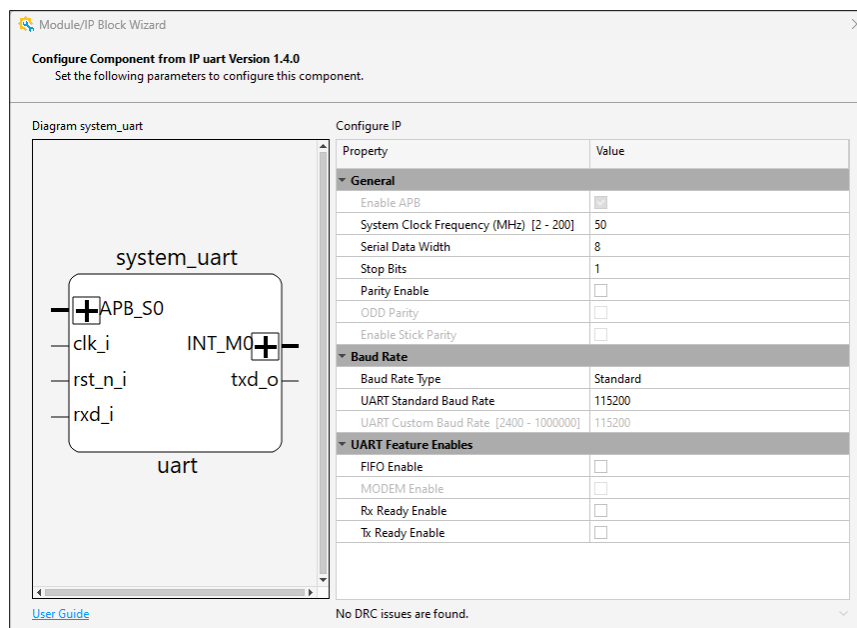 Module/IP Block Wizard
Configure Component from IP uart Version 1.4.0
Set the following parameters to configure this component.
Diagram system_uart
system_uart
APB_S0
clk_i
INT_M0
rst_n_i
txd_o
rxd_i
uart
User Guide
Configure IP
Property Value
General
Enable APB
System Clock Frequency (MHz) [2 - 200] 50
Serial Data Width 8
Stop Bits 1
Parity Enable
ODD Parity
Enable Stick Parity
Baud Rate
Baud Rate Type Standard
UART Standard Baud Rate 115200
UART Custom Baud Rate [2400 - 1000000] 115200
UART Feature Enables
FIFO Enable
MODEM Enable
Rx Ready Enable
Tx Ready Enable
No DRC issues are found.